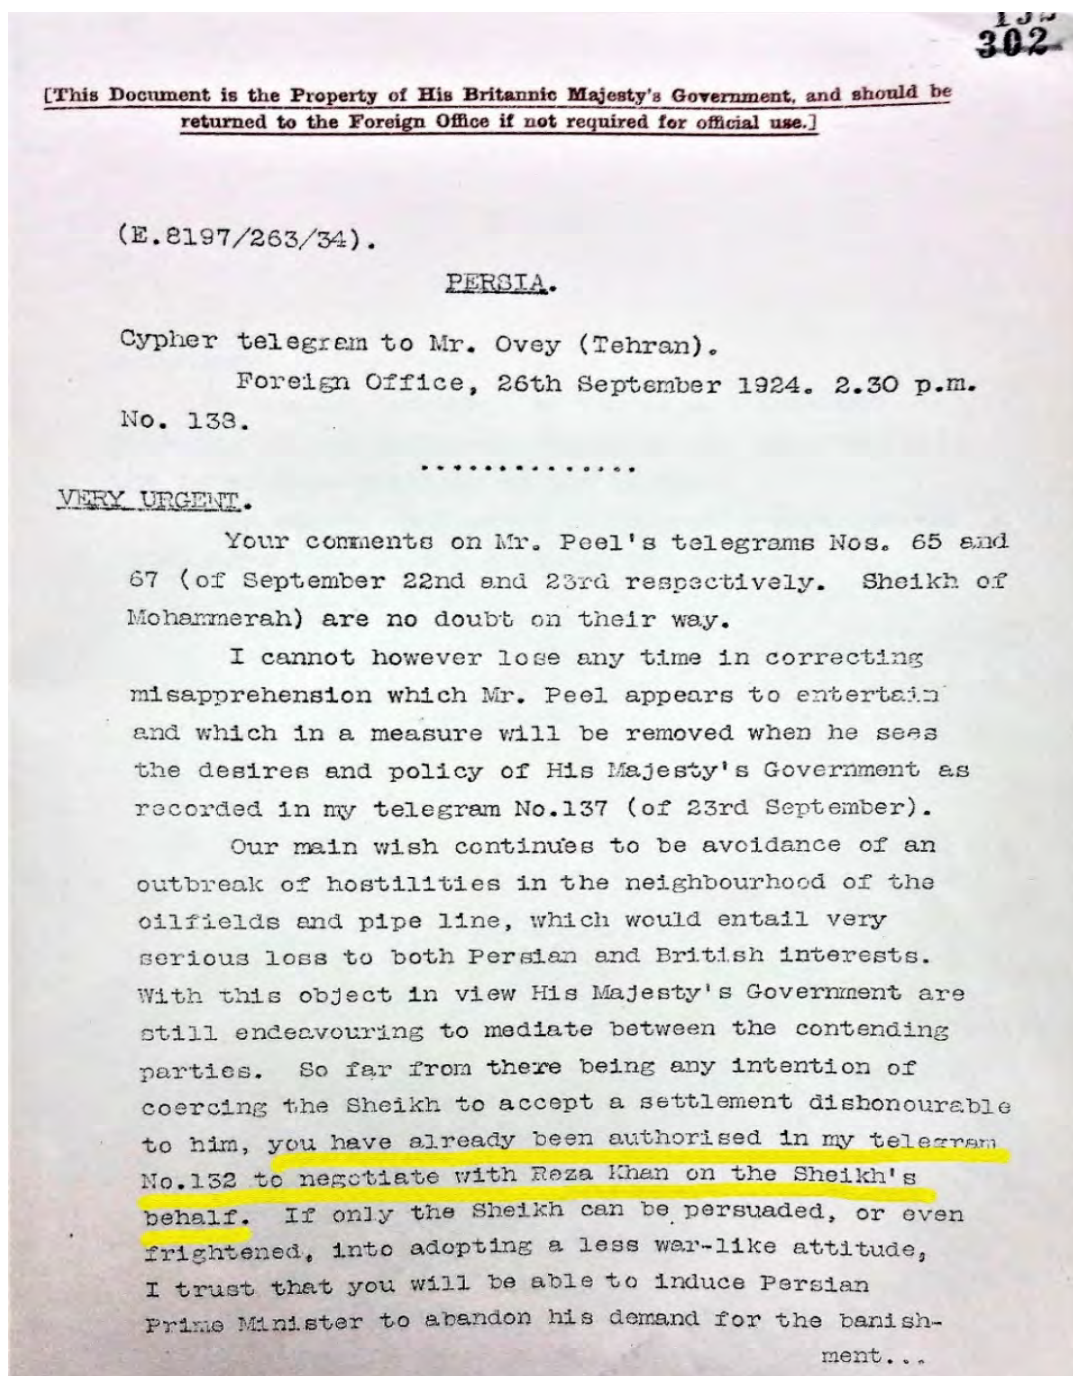 302
[This Document is the Property of His Britannic Majesty's Government, and should be
returned to the Foreign Office if not required for official use.]
(E.8197/263/34).
PERSIA.
Cypher telegram to Mr. Ovey (Tehran).
Foreign Office, 26th September 1924. 2.30 p.m.
No. 138.
..............
VERY URGENT.
Your comments on Mr. Peel's telegrams Nos. 65 and
67 (of September 22nd and 23rd respectively. Sheikh of
Mohammerah) are no doubt on their way.
I cannot however lose any time in correcting
misapprehension which Mr. Peel appears to entertain
and which in a measure will be removed when he sees
the desires and policy of His Majesty's Government as
recorded in my telegram No.137 (of 23rd September).
Our main wish continues to be avoidance of an
outbreak of hostilities in the neighbourhood of the
oilfields and pipe line, which would entail very
serious loss to both Persian and British interests.
With this object in view His Majesty's Government are
still endeavouring to mediate between the contending
parties. So far from there being any intention of
coercing the Sheikh to accept a settlement dishonourable
to him, you have already been authorised in my telegram
No.132 to negotiate with Reza Khan on the Sheikh's
behalf. If only the Sheikh can be persuaded, or even
frightened, into adopting a less war-like attitude,
I trust that you will be able to induce Persian
Prime Minister to abandon his demand for the banish-
ment...